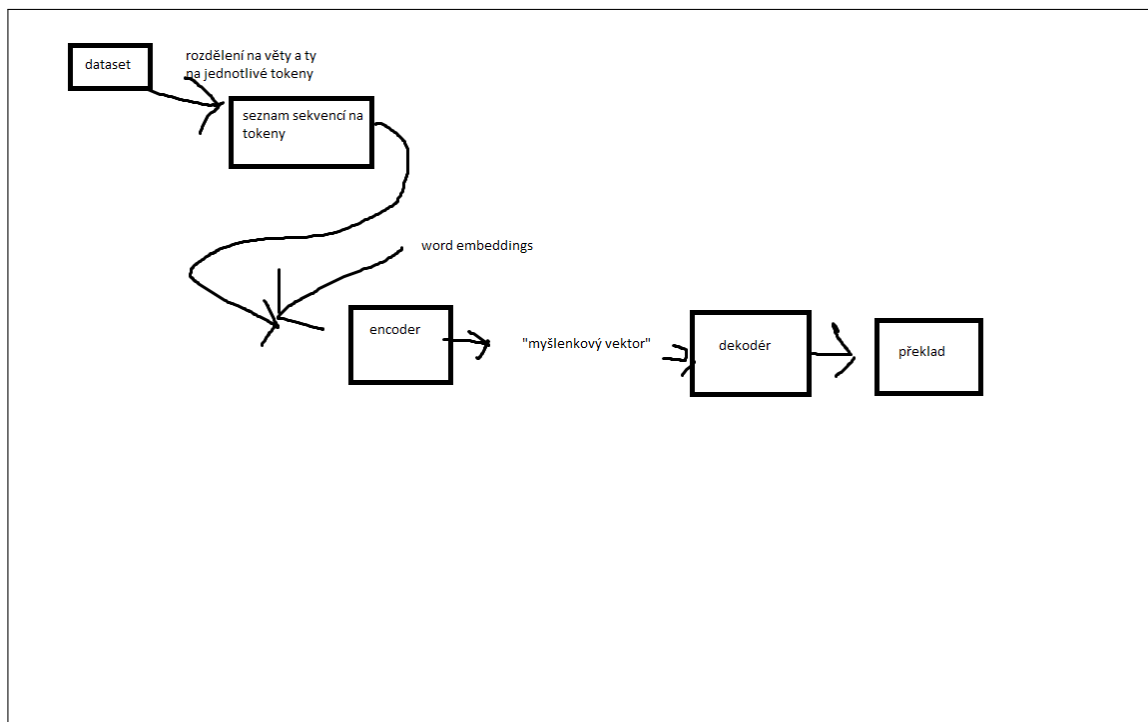 dataset
rozdělení na věty a ty
na jednotlivé tokeny
seznam sekvencí na
tokeny
word embeddings
encoder
"myšlenkový vektor"
dekodér
překlad